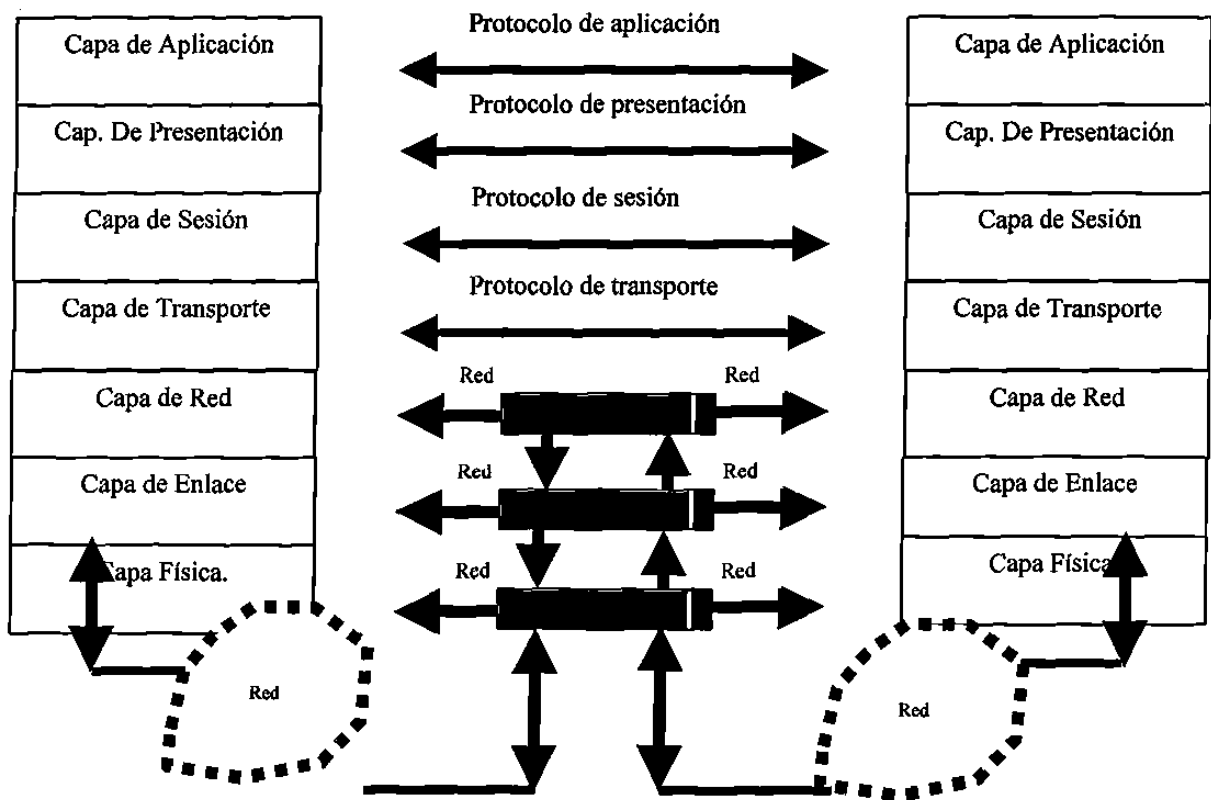 Capa de Aplicación
Protocolo de aplicación
Capa de Aplicación
Cap. De Presentación
Protocolo de presentación
Cap. De Presentación
Capa de Sesión
Protocolo de sesión
Capa de Sesión
Capa de Transporte
Protocolo de transporte
Capa de Transporte
Capa de Red
Red
Red
Capa de Red
Capa de Enlace
Red
Red
Capa de Enlace
Capa Física.
Red
Red
Capa Física
Red
Red